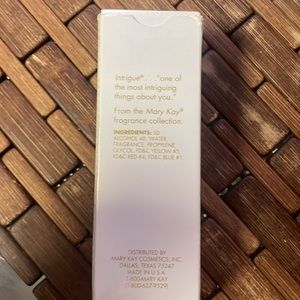 Intrigue® . . . "one of
the most intriguing
things about you."
From the Mary Kay®
fragrance collection.
INGREDIENTS: SD
ALCOHOL 40, WATER,
FRAGRANCE, PROPYLENE
GLYCOL, FD&C YELLOW #5,
FD&C RED #4, FD&C BLUE #1.
DISTRIBUTED BY
MARY KAY COSMETICS, INC.
DALLAS, TEXAS 75247
MADE IN U.S.A.
1-800-MARY KAY
(1-800-627-9529)